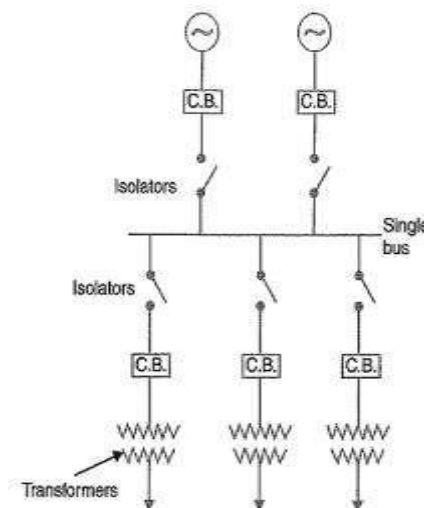 ~ ~
C.B. C.B.
Isolators
Single
bus
Isolators
C.B. C.B. C.B.
Transformers